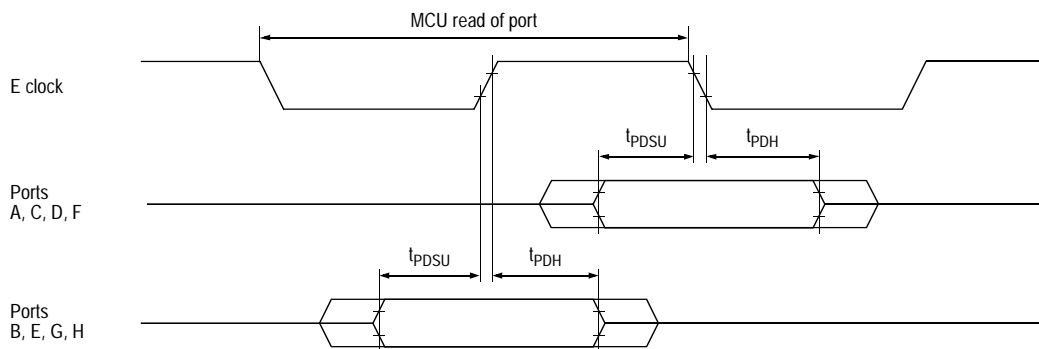 MCU read of port
E clock
tPDSU
tPDH
Ports
A, C, D, F
tPDSU
tPDH
Ports
B, E, G, H